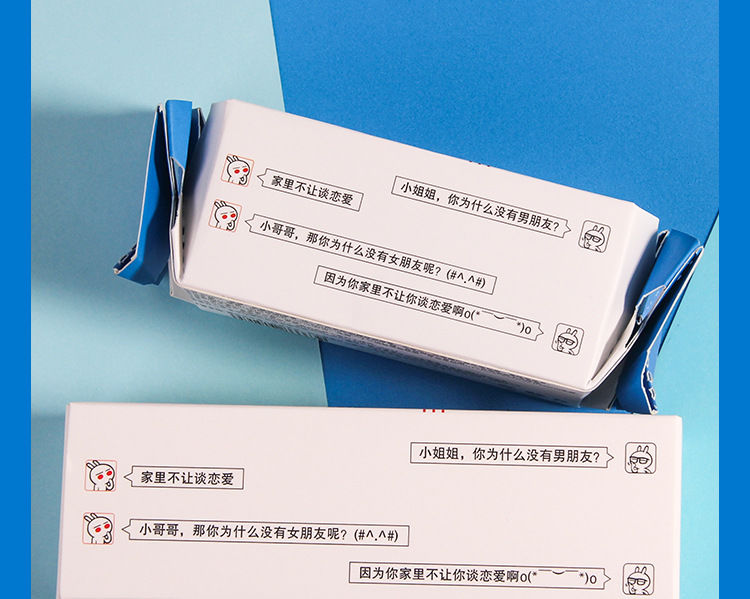 小姐姐，你为什么没有男朋友？
家里不让谈恋爱
小哥哥，那你为什么没有女朋友呢？(#^.^#)
因为你家里不让你谈恋爱啊o(*￣︶￣*)o
小姐姐，你为什么没有男朋友？
家里不让谈恋爱
小哥哥，那你为什么没有女朋友呢？(#^.^#)
因为你家里不让你谈恋爱啊o(*￣︶￣*)o